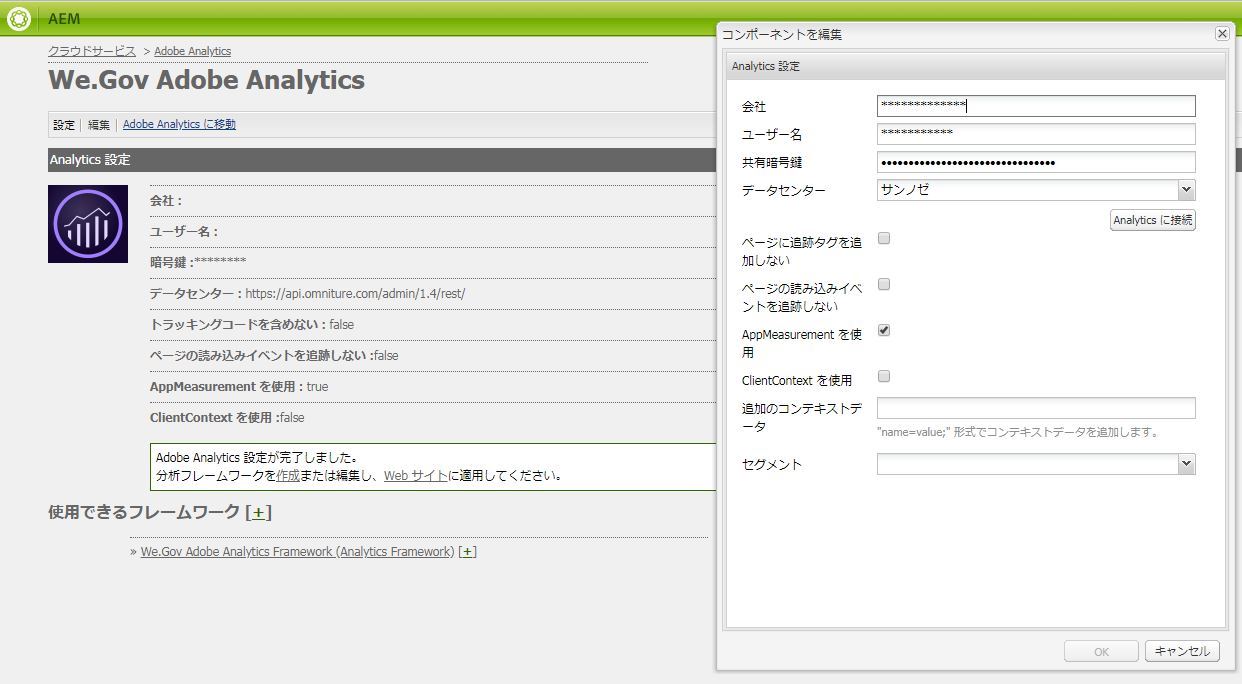 AEM
クラウドサービス > Adobe Analytics
We.Gov Adobe Analytics
設定 | 編集 | Adobe Analytics に移動
Analytics 設定
会社 :
ユーザー名 :
暗号鍵 :********
データセンター : https://api.omniture.com/admin/1.4/rest/
トラッキングコードを含めない : false
ページの読み込みイベントを追跡しない :false
AppMeasurement を使用 : true
ClientContext を使用 :false
Adobe Analytics 設定が完了しました。
分析フレームワークを作成または編集し、Web サイトに適用してください。
使用できるフレームワーク [+]
» We.Gov Adobe Analytics Framework (Analytics Framework) [+]
コンポーネントを編集
Analytics 設定
会社 *************
ユーザー名 ***********
共有暗号鍵 ••••••••••••••••••••••••••••••••
データセンター サンノゼ
Analytics に接続
ページに追跡タグを追
加しない
ページの読み込みイベ
ントを追跡しない
AppMeasurement を使
用
ClientContext を使用
追加のコンテキストデ
ータ
"name=value;" 形式でコンテキストデータを追加します。
セグメント
OK キャンセル